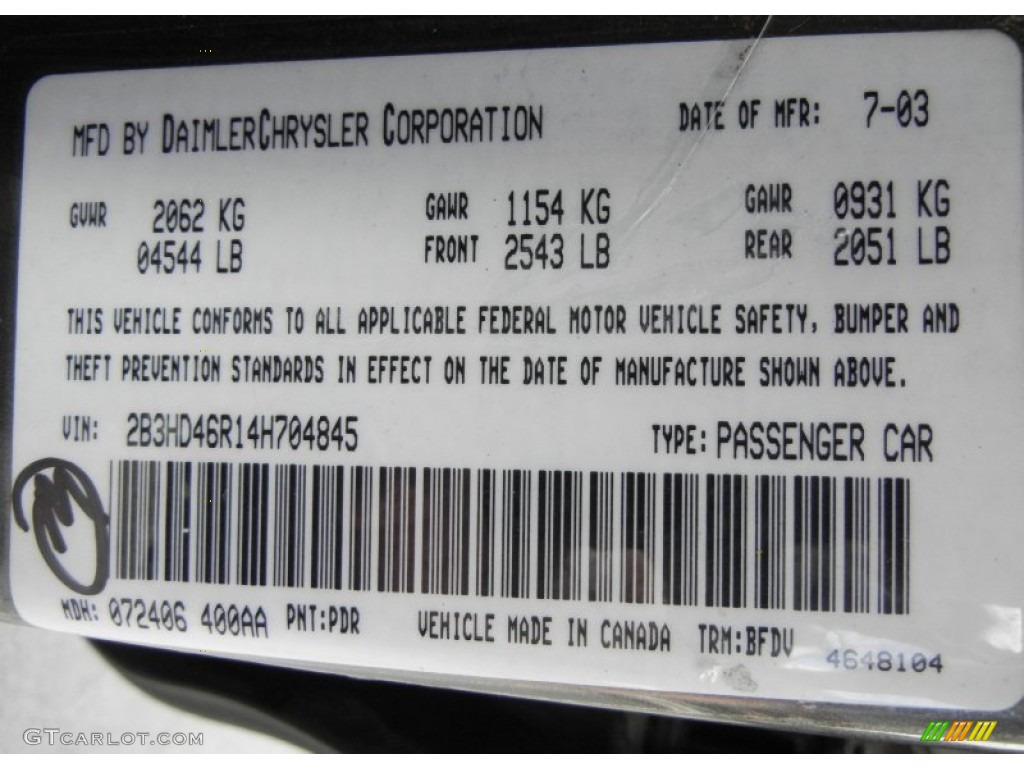 MFD BY DAIMLERCHRYSLER CORPORATION DATE OF MFR: 7-03
GVWR 2062 KG GAWR 1154 KG GAWR 0931 KG
04544 LB FRONT 2543 LB REAR 2051 LB
THIS VEHICLE CONFORMS TO ALL APPLICABLE FEDERAL MOTOR VEHICLE SAFETY, BUMPER AND
THEFT PREVENTION STANDARDS IN EFFECT ON THE DATE OF MANUFACTURE SHOWN ABOVE.
VIN: 2B3HD46R14H704845 TYPE: PASSENGER CAR
MDH: 072406 400AA PNT:PDR VEHICLE MADE IN CANADA TRM:BFDV 4648104
GTCARLOT.COM